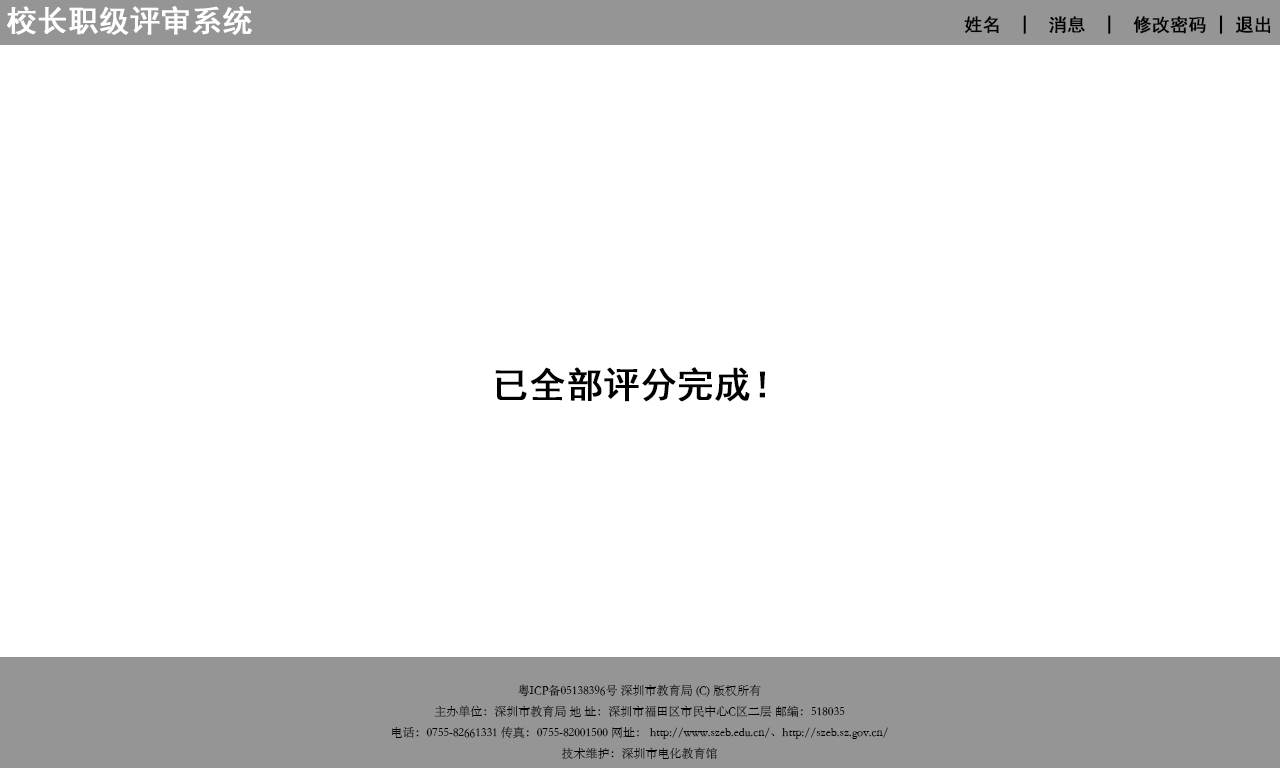 校长职级评审系统
姓名 | 消息 | 修改密码 | 退出
已全部评分完成！
粤ICP备05138396号 深圳市教育局 (C) 版权所有
主办单位：深圳市教育局 地 址：深圳市福田区市民中心C区二层 邮编：518035
电话：0755-82661331 传真：0755-82001500 网址： http://www.szeb.edu.cn/、http://szeb.sz.gov.cn/
技术维护：深圳市电化教育馆